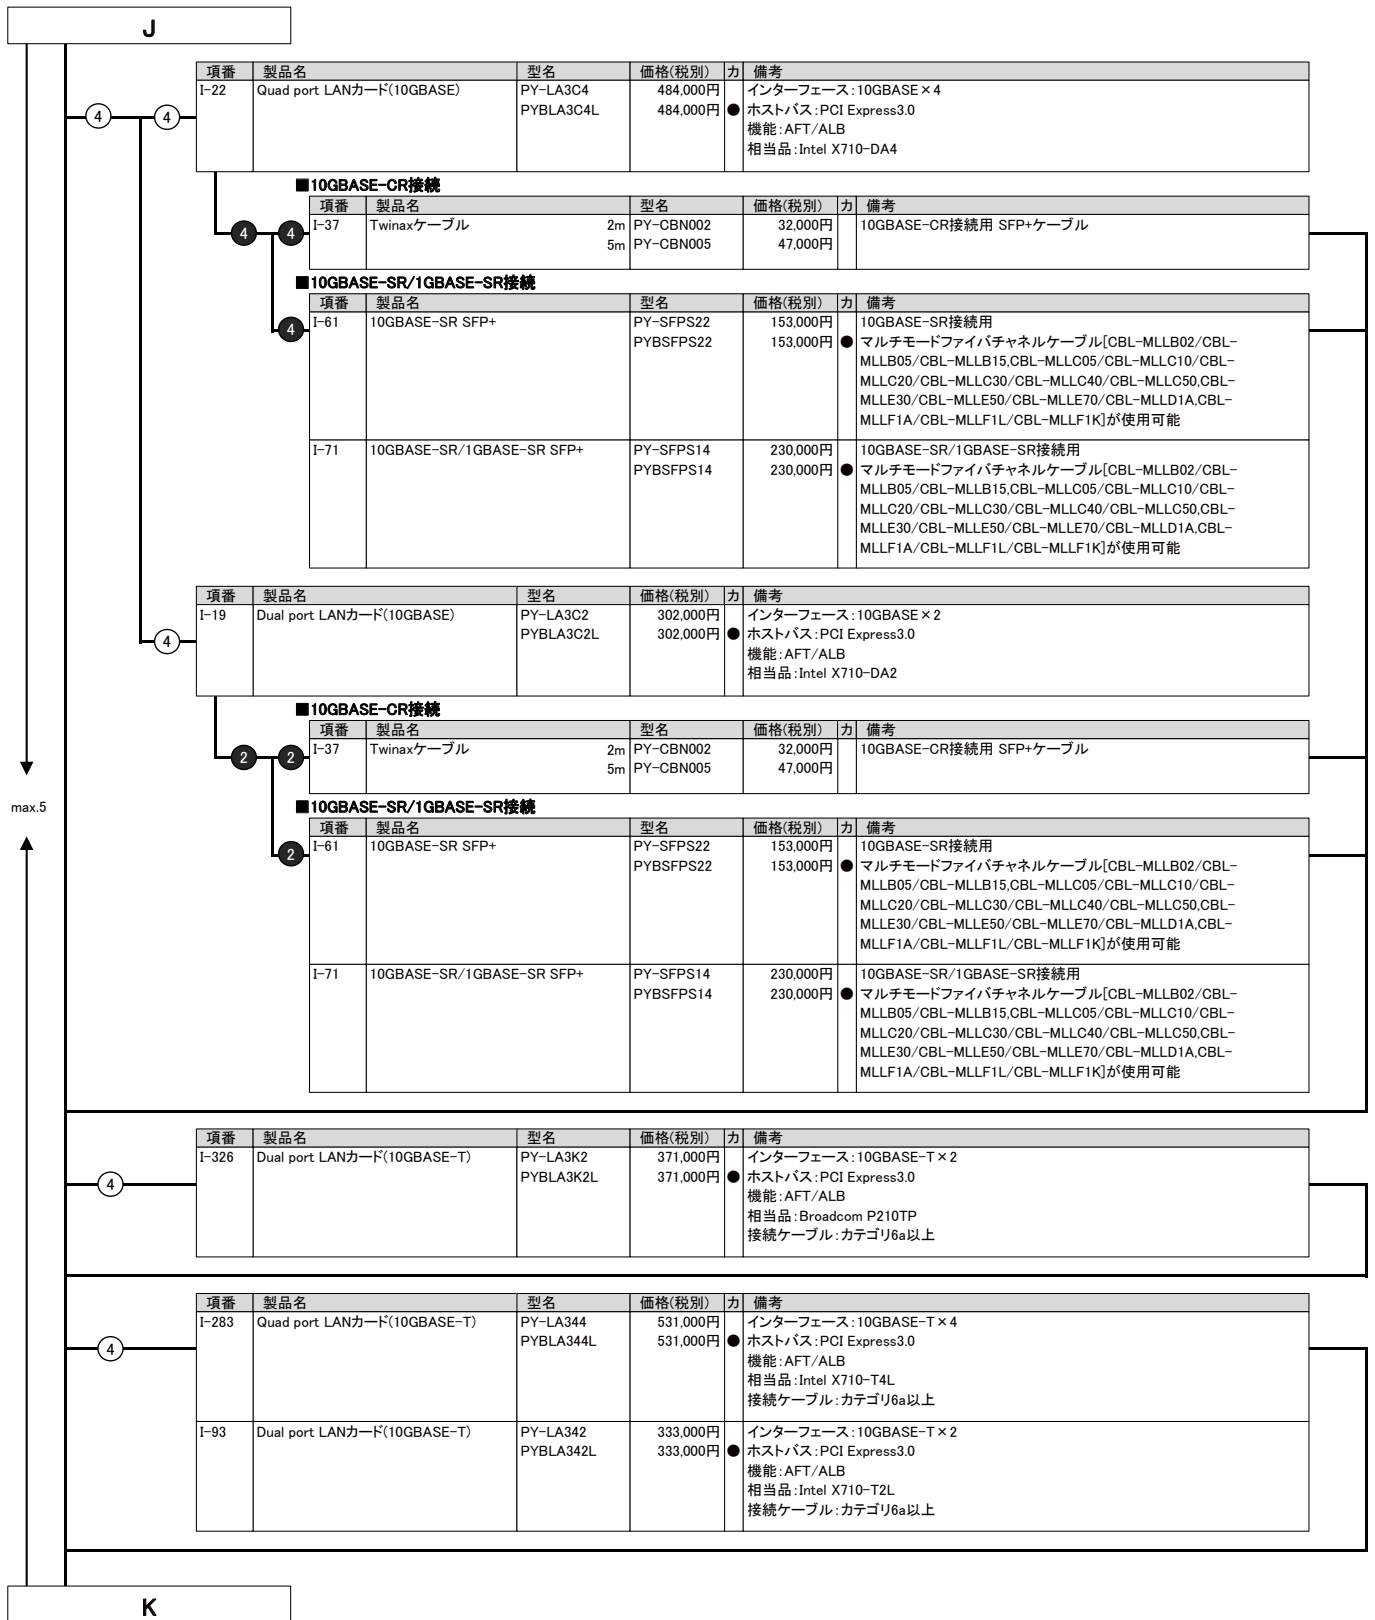 J
項番 製品名 型名 価格(税別) カ 備考
I-22 Quad port LANカード(10GBASE) PY-LA3C4 484,000円 インターフェース:10GBASE×4
PYBLA3C4L 484,000円 ● ホストバス:PCI Express3.0
機能:AFT/ALB
相当品:Intel X710-DA4
4 4
■10GBASE-CR接続
項番 製品名 型名 価格(税別) カ 備考
I-37 Twinaxケーブル 2m PY-CBN002 32,000円 10GBASE-CR接続用 SFP+ケーブル
5m PY-CBN005 47,000円
4 4
■10GBASE-SR/1GBASE-SR接続
項番 製品名 型名 価格(税別) カ 備考
I-61 10GBASE-SR SFP+ PY-SFPS22 153,000円 10GBASE-SR接続用
4 PYBSFPS22 153,000円 ● マルチモードファイバチャネルケーブル[CBL-MLLB02/CBL-
MLLB05/CBL-MLLB15,CBL-MLLC05/CBL-MLLC10/CBL-
MLLC20/CBL-MLLC30/CBL-MLLC40/CBL-MLLC50,CBL-
MLLE30/CBL-MLLE50/CBL-MLLE70/CBL-MLLD1A,CBL-
MLLF1A/CBL-MLLF1L/CBL-MLLF1K]が使用可能
I-71 10GBASE-SR/1GBASE-SR SFP+ PY-SFPS14 230,000円 10GBASE-SR/1GBASE-SR接続用
PYBSFPS14 230,000円 ● マルチモードファイバチャネルケーブル[CBL-MLLB02/CBL-
MLLB05/CBL-MLLB15,CBL-MLLC05/CBL-MLLC10/CBL-
MLLC20/CBL-MLLC30/CBL-MLLC40/CBL-MLLC50,CBL-
MLLE30/CBL-MLLE50/CBL-MLLE70/CBL-MLLD1A,CBL-
MLLF1A/CBL-MLLF1L/CBL-MLLF1K]が使用可能
項番 製品名 型名 価格(税別) カ 備考
I-19 Dual port LANカード(10GBASE) PY-LA3C2 302,000円 インターフェース:10GBASE×2
PYBLA3C2L 302,000円 ● ホストバス:PCI Express3.0
4 機能:AFT/ALB
相当品:Intel X710-DA2
■10GBASE-CR接続
項番 製品名 型名 価格(税別) カ 備考
I-37 Twinaxケーブル 2m PY-CBN002 32,000円 10GBASE-CR接続用 SFP+ケーブル
2 2
5m PY-CBN005 47,000円
max.5
■10GBASE-SR/1GBASE-SR接続
項番 製品名 型名 価格(税別) カ 備考
I-61 10GBASE-SR SFP+ PY-SFPS22 153,000円 10GBASE-SR接続用
2 PYBSFPS22 153,000円 ● マルチモードファイバチャネルケーブル[CBL-MLLB02/CBL-
MLLB05/CBL-MLLB15,CBL-MLLC05/CBL-MLLC10/CBL-
MLLC20/CBL-MLLC30/CBL-MLLC40/CBL-MLLC50,CBL-
MLLE30/CBL-MLLE50/CBL-MLLE70/CBL-MLLD1A,CBL-
MLLF1A/CBL-MLLF1L/CBL-MLLF1K]が使用可能
I-71 10GBASE-SR/1GBASE-SR SFP+ PY-SFPS14 230,000円 10GBASE-SR/1GBASE-SR接続用
PYBSFPS14 230,000円 ● マルチモードファイバチャネルケーブル[CBL-MLLB02/CBL-
MLLB05/CBL-MLLB15,CBL-MLLC05/CBL-MLLC10/CBL-
MLLC20/CBL-MLLC30/CBL-MLLC40/CBL-MLLC50,CBL-
MLLE30/CBL-MLLE50/CBL-MLLE70/CBL-MLLD1A,CBL-
MLLF1A/CBL-MLLF1L/CBL-MLLF1K]が使用可能
項番 製品名 型名 価格(税別) カ 備考
I-326 Dual port LANカード(10GBASE-T) PY-LA3K2 371,000円 インターフェース:10GBASE-T×2
4 PYBLA3K2L 371,000円 ● ホストバス:PCI Express3.0
機能:AFT/ALB
相当品:Broadcom P210TP
接続ケーブル:カテゴリ6a以上
項番 製品名 型名 価格(税別) カ 備考
I-283 Quad port LANカード(10GBASE-T) PY-LA344 531,000円 インターフェース:10GBASE-T×4
4 PYBLA344L 531,000円 ● ホストバス:PCI Express3.0
機能:AFT/ALB
相当品:Intel X710-T4L
接続ケーブル:カテゴリ6a以上
I-93 Dual port LANカード(10GBASE-T) PY-LA342 333,000円 インターフェース:10GBASE-T×2
PYBLA342L 333,000円 ● ホストバス:PCI Express3.0
機能:AFT/ALB
相当品:Intel X710-T2L
接続ケーブル:カテゴリ6a以上
K